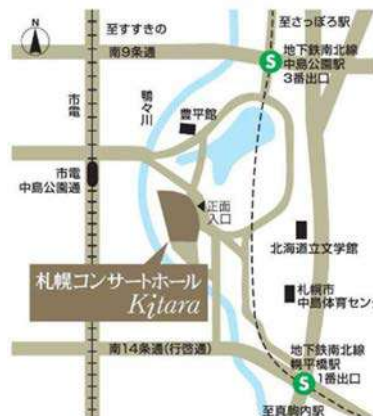 至さっぽろ駅
至すすきの
N
南9条通
S
地下鉄南北線
中島公園駅
3番出口
市電
鴨々川
豊平館
市電
中島公園通
正面
入口
北海道立文学館
札幌コンサートホール
Kitara
札幌市
中島体育セン
南14条通(行啓通)
地下鉄南北線
幌平橋駅
1番出口
S
至真駒内駅